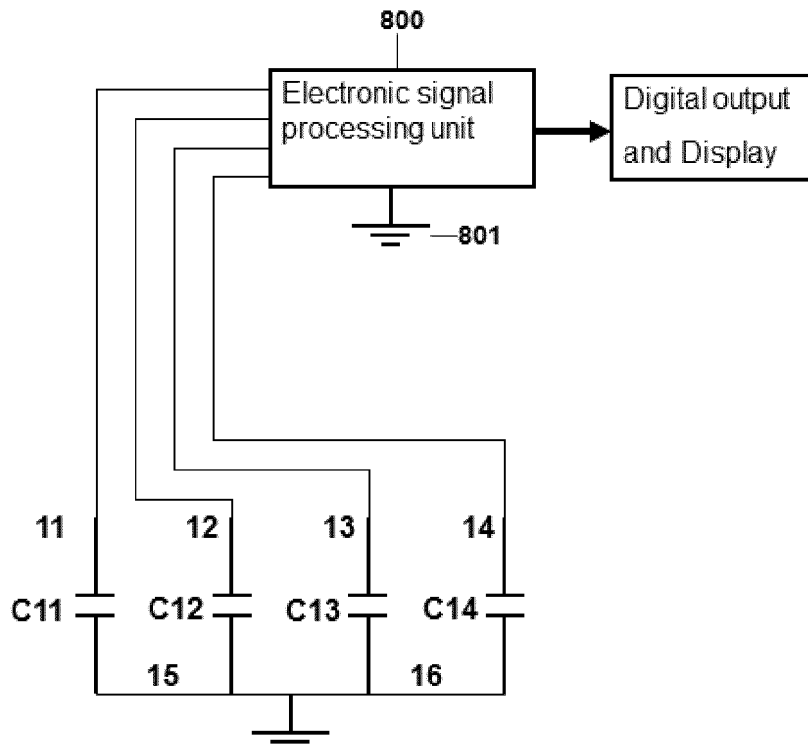 800
Electronic signal
processing unit
Digital output
and Display
801
11
12
13
14
C11
C12
C13
C14
15
16